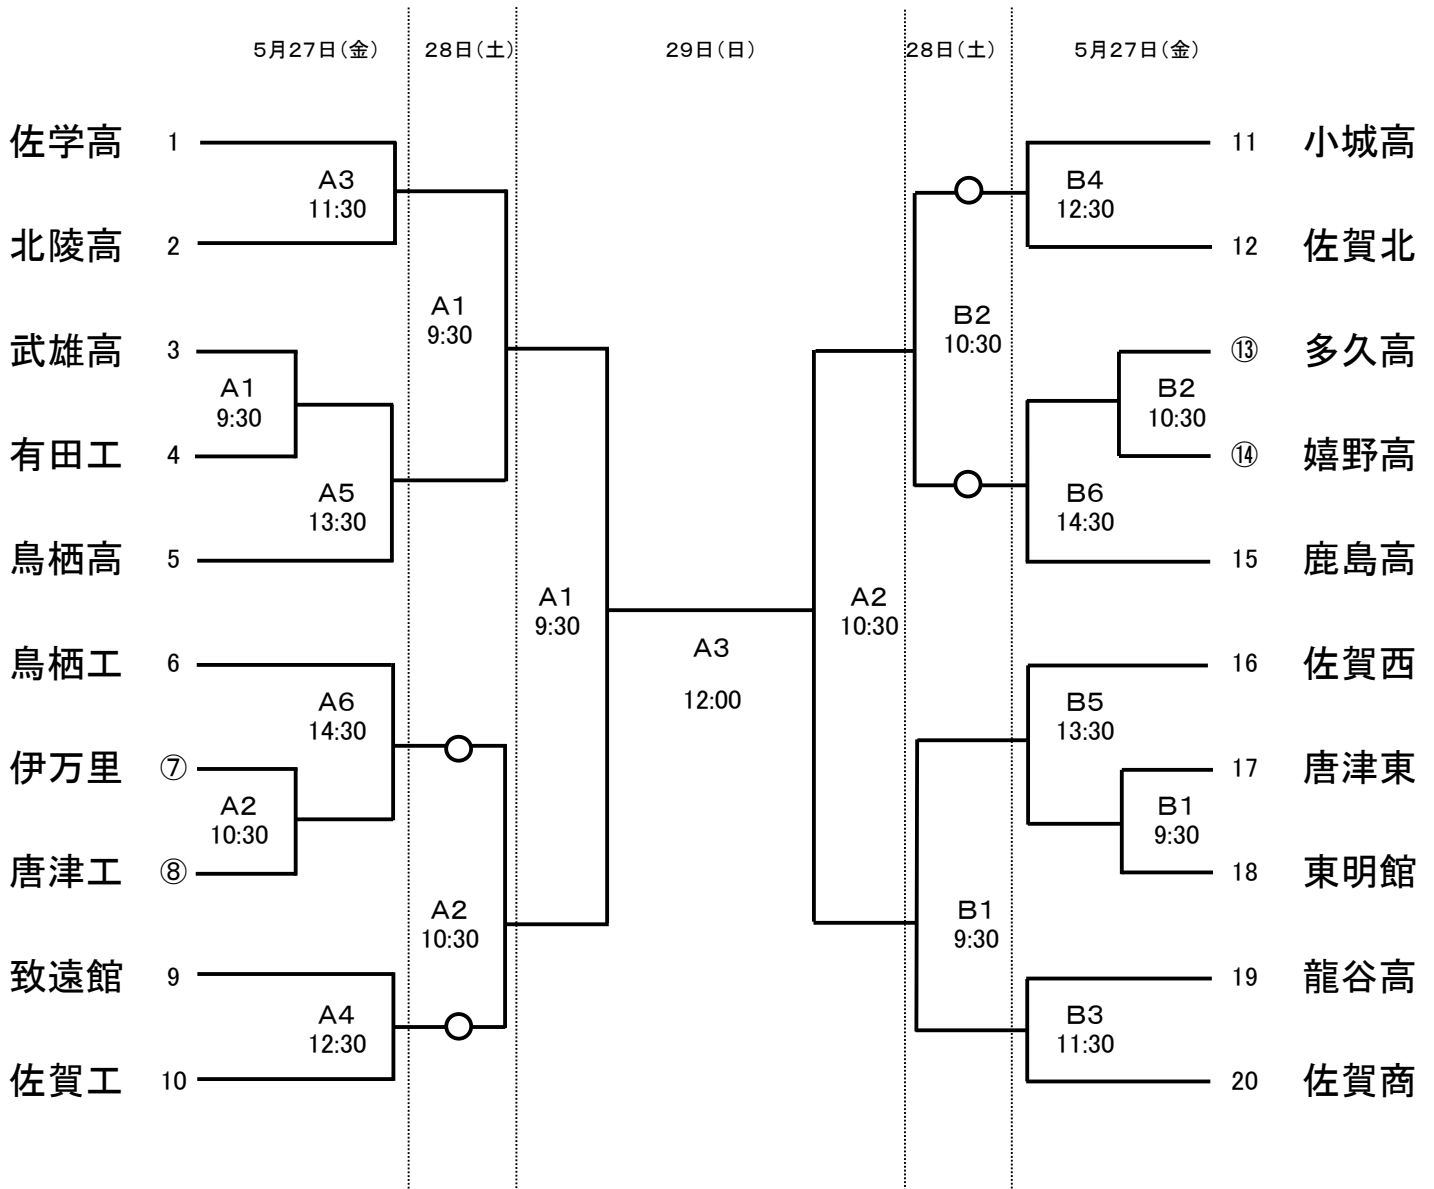 5月27日(金) 28日(土) 29日(日) 28日(土) 5月27日(金)
佐学高 1
A3
11:30
北陵高 2
A1
9:30
武雄高 3
A1
9:30
有田工 4
A5
13:30
鳥栖高 5
鳥栖工 6
A6
14:30
伊万里 ⑦
A2
10:30
唐津工 ⑧
A2
10:30
致遠館 9
A4
12:30
佐賀工 10
A1
9:30
A3
12:00
A2
10:30
11 小城高
B4
12:30
12 佐賀北
B2
10:30
⑬ 多久高
B2
10:30
⑭ 嬉野高
B6
14:30
15 鹿島高
16 佐賀西
B5
13:30
17 唐津東
B1
9:30
18 東明館
B1
9:30
19 龍谷高
B3
11:30
20 佐賀商